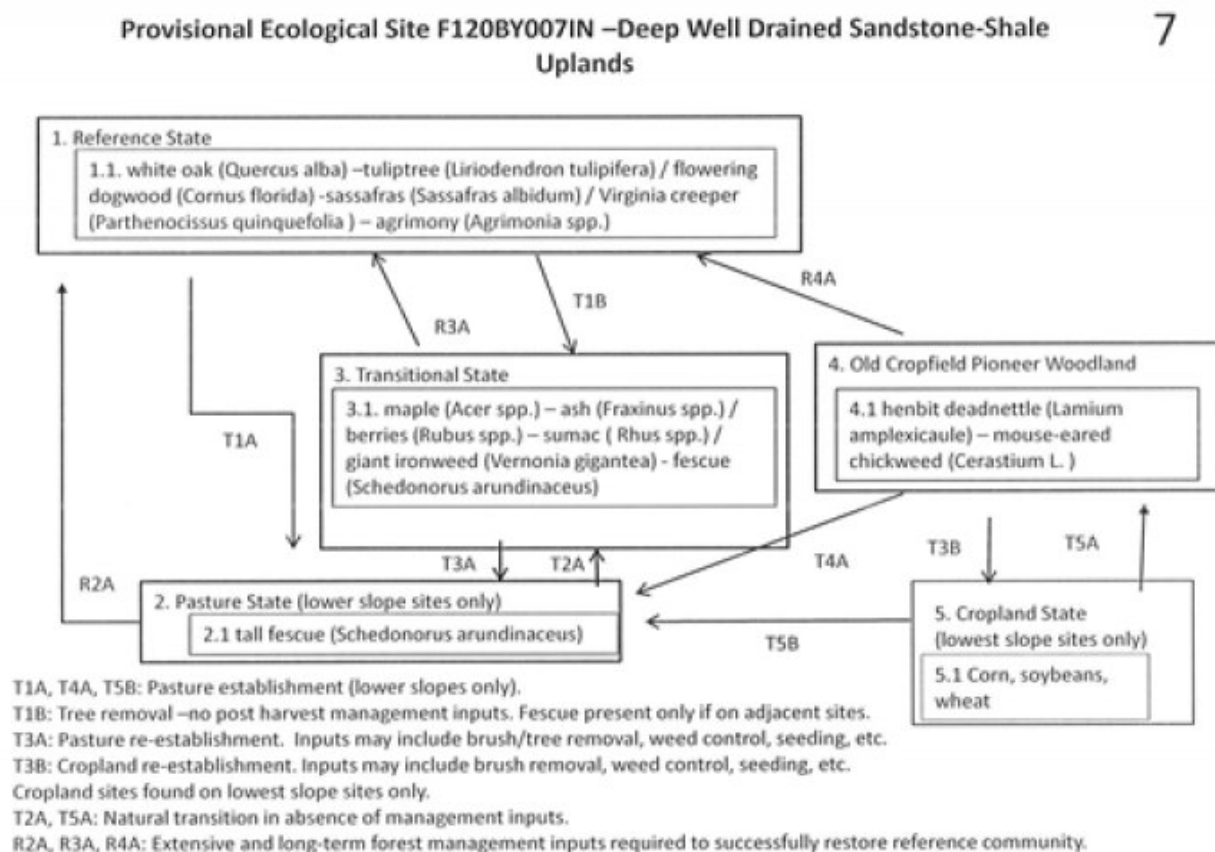 Provisional Ecological Site F120BY007IN –Deep Well Drained Sandstone-Shale
Uplands
7
1. Reference State
1.1. white oak (Quercus alba) –tuliptree (Liriodendron tulipifera) / flowering
dogwood (Cornus florida) -sassafras (Sassafras albidum) / Virginia creeper
(Parthenocissus quinquefolia ) – agrimony (Agrimonia spp.)
R4A
T1B
R3A
3. Transitional State
3.1. maple (Acer spp.) – ash (Fraxinus spp.) /
berries (Rubus spp.) – sumac ( Rhus spp.) /
giant ironweed (Vernonia gigantea) - fescue
(Schedonorus arundinaceus)
4. Old Cropfield Pioneer Woodland
4.1 henbit deadnettle (Lamium
amplexicaule) – mouse-eared
chickweed (Cerastium L. )
T1A
T3A
T2A
T4A
T3B
T5A
R2A
2. Pasture State (lower slope sites only)
2.1 tall fescue (Schedonorus arundinaceus)
T5B
5. Cropland State
(lowest slope sites only)
5.1 Corn, soybeans,
wheat
T1A, T4A, T5B: Pasture establishment (lower slopes only).
T1B: Tree removal –no post harvest management inputs. Fescue present only if on adjacent sites.
T3A: Pasture re-establishment. Inputs may include brush/tree removal, weed control, seeding, etc.
T3B: Cropland re-establishment. Inputs may include brush removal, weed control, seeding, etc.
Cropland sites found on lowest slope sites only.
T2A, T5A: Natural transition in absence of management inputs.
R2A, R3A, R4A: Extensive and long-term forest management inputs required to successfully restore reference community.